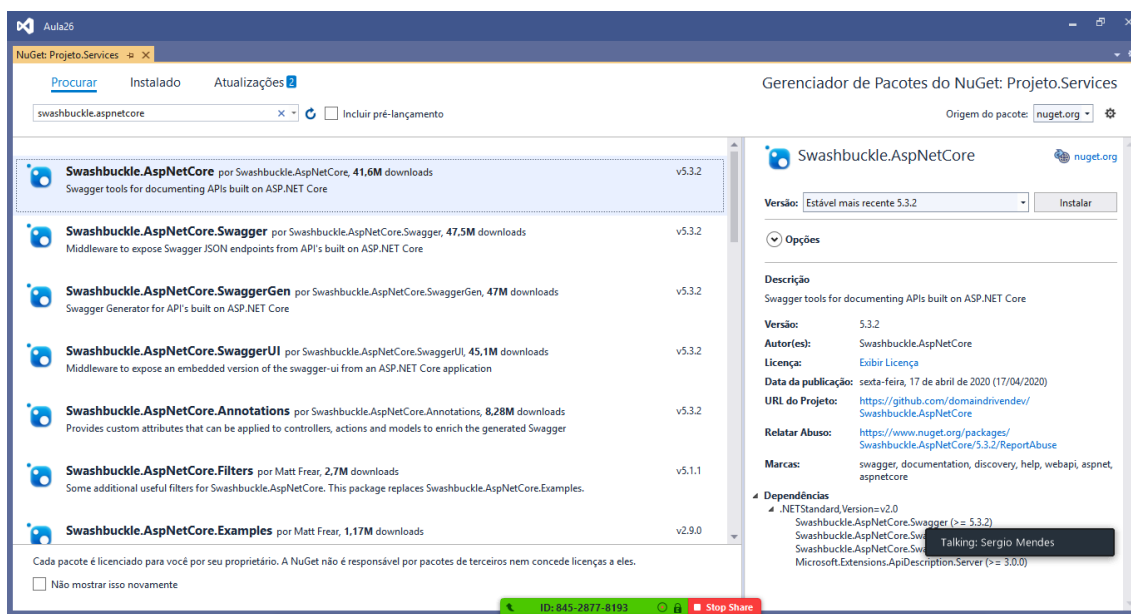 Aula26
NuGet: Projeto.Services
Procurar Instalado Atualizações 2
Gerenciador de Pacotes do NuGet: Projeto.Services
swashbuckle.aspnetcore
Incluir pré-lançamento
Origem do pacote: nuget.org
Swashbuckle.AspNetCore por Swashbuckle.AspNetCore, 41,6M downloads v5.3.2
Swagger tools for documenting APIs built on ASP.NET Core
Swashbuckle.AspNetCore.Swagger por Swashbuckle.AspNetCore.Swagger, 47,5M downloads v5.3.2
Middleware to expose Swagger JSON endpoints from API's built on ASP.NET Core
Swashbuckle.AspNetCore.SwaggerGen por Swashbuckle.AspNetCore.SwaggerGen, 47M downloads v5.3.2
Swagger Generator for API's built on ASP.NET Core
Swashbuckle.AspNetCore.SwaggerUI por Swashbuckle.AspNetCore.SwaggerUI, 45,1M downloads v5.3.2
Middleware to expose an embedded version of the swagger-ui from an ASP.NET Core application
Swashbuckle.AspNetCore.Annotations por Swashbuckle.AspNetCore.Annotations, 8,28M downloads v5.3.2
Provides custom attributes that can be applied to controllers, actions and models to enrich the generated Swagger
Swashbuckle.AspNetCore.Filters por Matt Frear, 2,7M downloads v5.1.1
Some additional useful filters for Swashbuckle.AspNetCore. This package replaces Swashbuckle.AspNetCore.Examples.
Swashbuckle.AspNetCore.Examples por Matt Frear, 1,17M downloads v2.9.0
Cada pacote é licenciado para você por seu proprietário. A NuGet não é responsável por pacotes de terceiros nem concede licenças a eles.
Não mostrar isso novamente
Swashbuckle.AspNetCore nuget.org
Versão: Estável mais recente 5.3.2 Instalar
Opções
Descrição
Swagger tools for documenting APIs built on ASP.NET Core
Versão: 5.3.2
Autor(es): Swashbuckle.AspNetCore
Licença: Exibir Licença
Data da publicação: sexta-feira, 17 de abril de 2020 (17/04/2020)
URL do Projeto: https://github.com/domaindrivendev/
Swashbuckle.AspNetCore
Relatar Abuso: https://www.nuget.org/packages/
Swashbuckle.AspNetCore/5.3.2/ReportAbuse
Marcas: swagger, documentation, discovery, help, webapi, aspnet,
aspnetcore
Dependências
.NETStandard,Version=v2.0
Swashbuckle.AspNetCore.Swagger (>= 5.3.2)
Swashbuckle.AspNetCore.Swa
Swashbuckle.AspNetCore.Swa
Microsoft.Extensions.ApiDescription.Server (>= 3.0.0)
Talking: Sergio Mendes
ID: 845-2877-8193 Stop Share